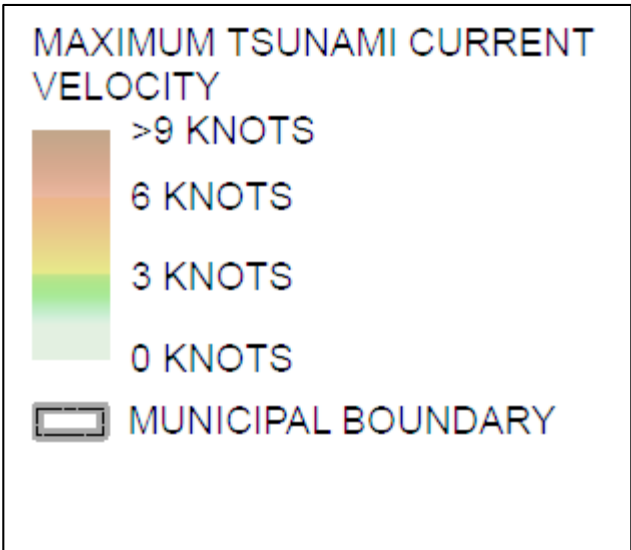 MAXIMUM TSUNAMI CURRENT
VELOCITY
>9 KNOTS
6 KNOTS
3 KNOTS
0 KNOTS
MUNICIPAL BOUNDARY